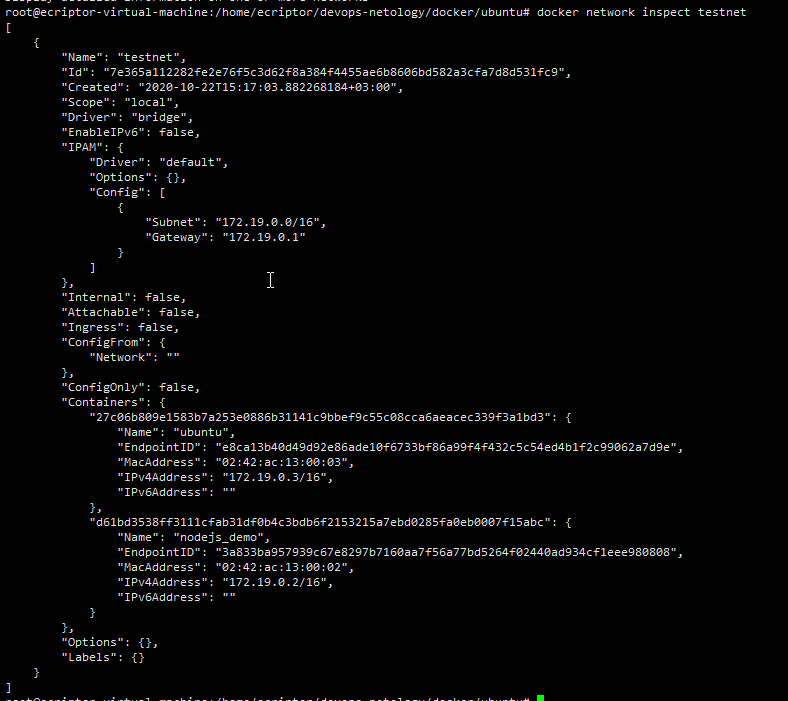 root@ecriptor-virtual-machine:/home/ecriptor/devops-netology/docker/ubuntu# docker network inspect testnet
[
    {
        "Name": "testnet",
        "Id": "7e365a112282fe2e76f5c3d62f8a384f4455ae6b8606bd582a3cfa7d8d531fc9",
        "Created": "2020-10-22T15:17:03.882268184+03:00",
        "Scope": "local",
        "Driver": "bridge",
        "EnableIPv6": false,
        "IPAM": {
            "Driver": "default",
            "Options": {},
            "Config": [
                {
                    "Subnet": "172.19.0.0/16",
                    "Gateway": "172.19.0.1"
                }
            ]
        },
        "Internal": false,
        "Attachable": false,
        "Ingress": false,
        "ConfigFrom": {
            "Network": ""
        },
        "ConfigOnly": false,
        "Containers": {
            "27c06b809e1583b7a253e0886b31141c9bbef9c55c08cca6aeacec339f3a1bd3": {
                "Name": "ubuntu",
                "EndpointID": "e8ca13b40d49d92e86ade10f6733bf86a99f4f432c5c54ed4b1f2c99062a7d9e",
                "MacAddress": "02:42:ac:13:00:03",
                "IPv4Address": "172.19.0.3/16",
                "IPv6Address": ""
            },
            "d61bd3538ff3111cfab31df0b4c3bdb6f2153215a7ebd0285fa0eb0007f15abc": {
                "Name": "nodejs_demo",
                "EndpointID": "3a833ba957939c67e8297b7160aa7f56a77bd5264f02440ad934cf1eee980808",
                "MacAddress": "02:42:ac:13:00:02",
                "IPv4Address": "172.19.0.2/16",
                "IPv6Address": ""
            }
        },
        "Options": {},
        "Labels": {}
    }
]
root@ecriptor-virtual-machine:/home/ecriptor/devops-netology/docker/ubuntu#